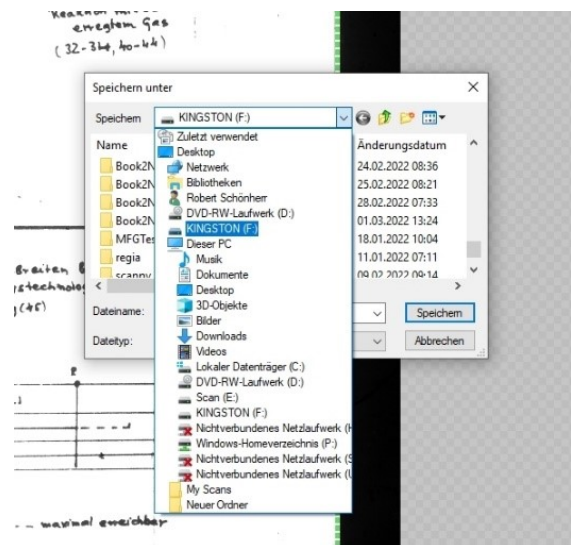 erregtem Gas
(32-34, 40-44)
Speichern unter
Speichern KINGSTON (F:)
Name
Book2N
Book2N
Book2N
Book2N
MFGTes
regia
scanny
Änderungsdatum
24.02.2022 08:36
25.02.2022 08:21
28.02.2022 07:33
01.03.2022 13:24
18.01.2022 10:04
11.01.2022 07:11
09.02.2022 09:14
Zuletzt verwendet
Desktop
Netzwerk
Bibliotheken
Robert Schönherr
DVD-RW-Laufwerk (D:)
KINGSTON (F:)
Dieser PC
Musik
Dokumente
Desktop
3D-Objekte
Bilder
Downloads
Videos
Lokaler Datenträger (C:)
DVD-RW-Laufwerk (D:)
Scan (E:)
KINGSTON (F:)
Nichtverbundenes Netzlaufwerk (
Windows-Homeverzeichnis (P:)
Nichtverbundenes Netzlaufwerk (S
Nichtverbundenes Netzlaufwerk (
My Scans
Neuer Ordner
Dateiname:
Speichern
Dateityp:
Abbrechen
maximal erreichbar